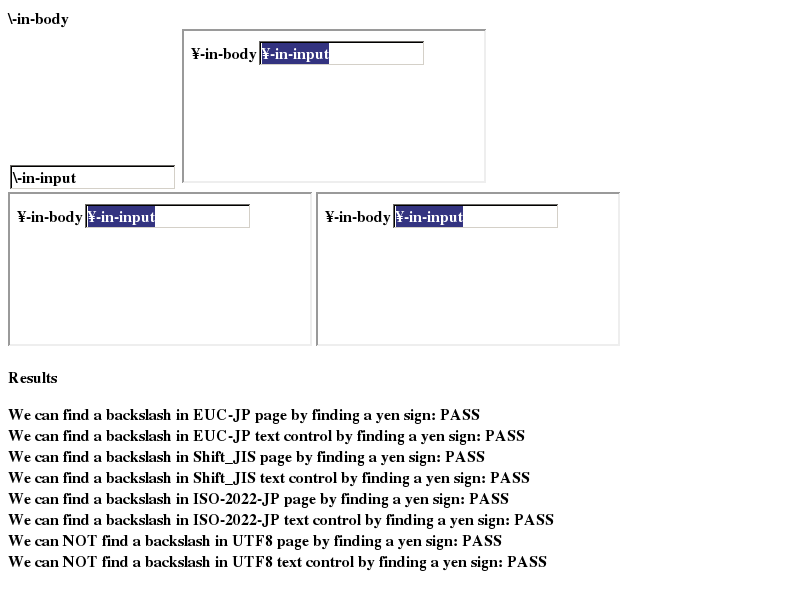 \-in-body
¥-in-body ¥-in-input
\-in-input
¥-in-body ¥-in-input
¥-in-body ¥-in-input
Results
We can find a backslash in EUC-JP page by finding a yen sign: PASS
We can find a backslash in EUC-JP text control by finding a yen sign: PASS
We can find a backslash in Shift_JIS page by finding a yen sign: PASS
We can find a backslash in Shift_JIS text control by finding a yen sign: PASS
We can find a backslash in ISO-2022-JP page by finding a yen sign: PASS
We can find a backslash in ISO-2022-JP text control by finding a yen sign: PASS
We can NOT find a backslash in UTF8 page by finding a yen sign: PASS
We can NOT find a backslash in UTF8 text control by finding a yen sign: PASS